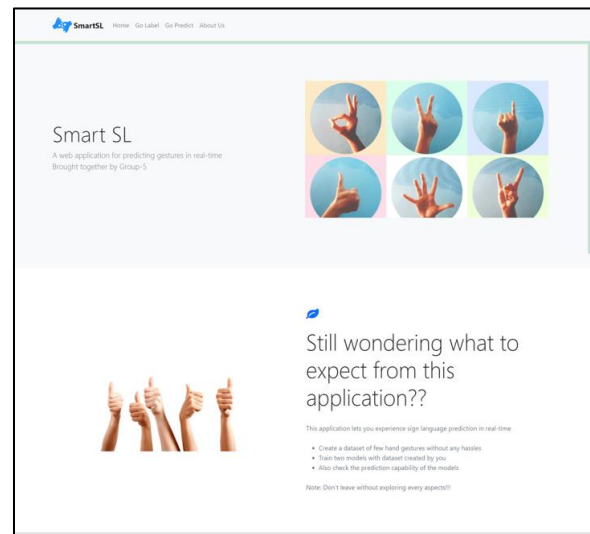 SmartSL Home Go Label Go Predict About Us
Smart SL
A web application for predicting gestures in real-time
Brought together by Group-5
Still wondering what to
expect from this
application??
This application lets you experience sign language prediction in real-time
• Create a dataset of few hand gestures without any hassles
• Train two models with dataset created by you
• Also check the prediction capability of the models
Note: Don't leave without exploring every aspects!!!